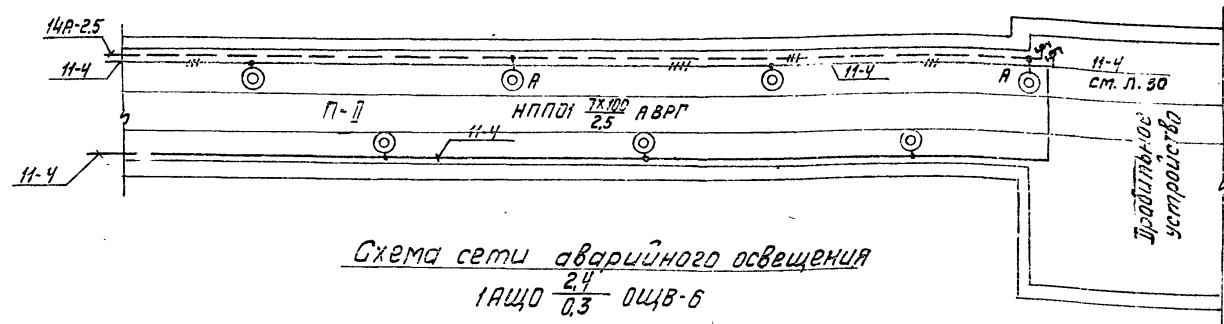 14А-2.5
11-4
11-4
11-4
см. л. 30
А
А
П-II
НПП01 7х100/2,5 АВРГ
11-4
11-4
Дробильное
устройство
Схема сети аварийного освещения
1АЩО 2,4/0,3 ОЩВ-6